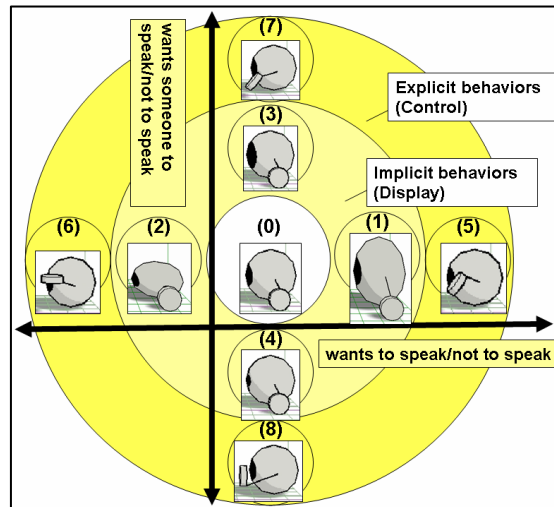 wants someone to
speak/not to
speak
(7)
Explicit behaviors
(Control)
(3)
Implicit behaviors
(Display)
(6)
(2)
(0)
(1)
(5)
wants to speak/not to speak
(4)
(8)